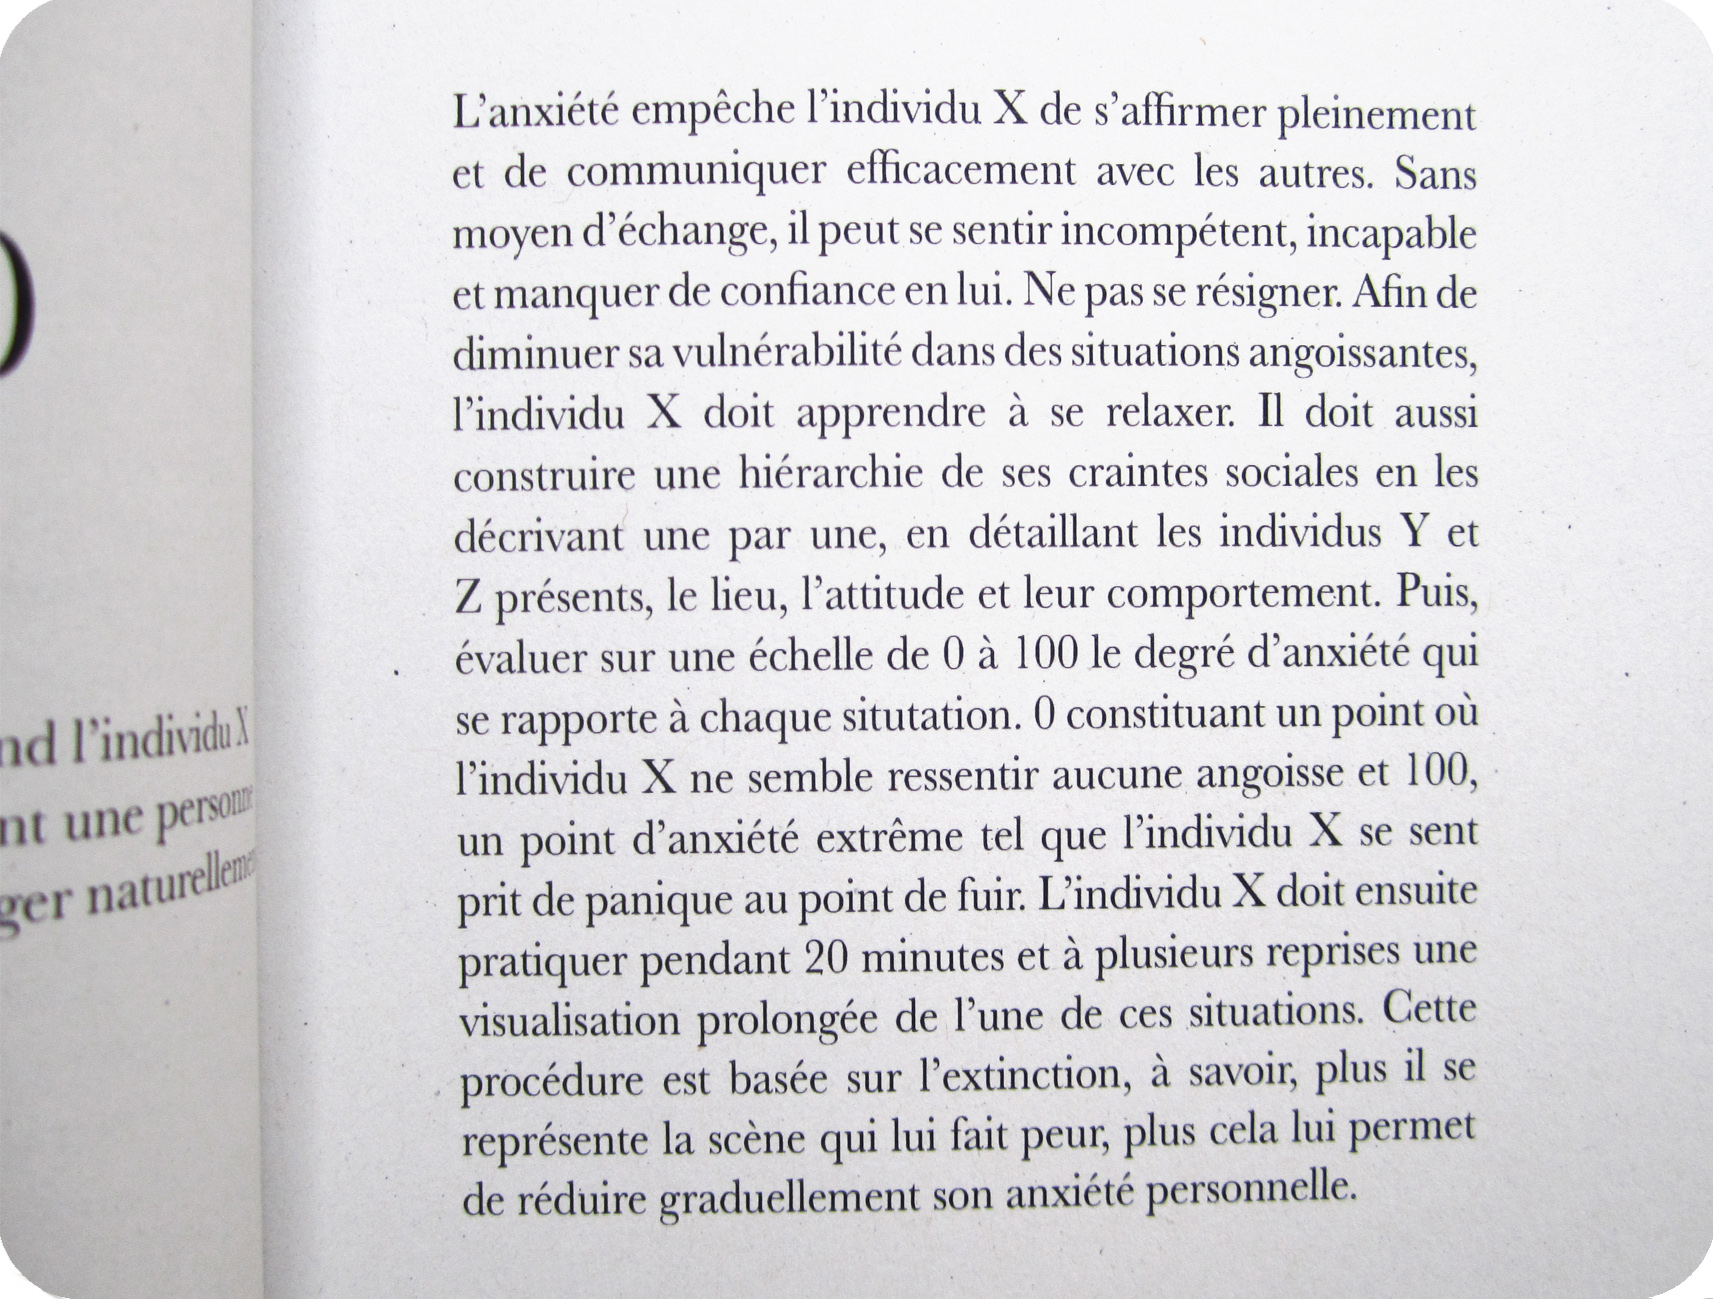 nd l'individu X
nt une
ger
L'anxiété empêche l'individu X de s'affirmer pleinement
et de communiquer efficacement avec les autres. Sans
moyen d'échange, il peut se sentir incompétent, incapable
et manquer de confiance en lui. Ne pas se résigner. Afin de
diminuer sa vulnérabilité dans des situations angoissantes,
l'individu X doit apprendre à se relaxer. Il doit aussi
construire une hiérarchie de ses craintes sociales en les
décrivant une par une, en détaillant les individus Y et
Z présents, le lieu, l'attitude et leur comportement. Puis,
évaluer sur une échelle de 0 à 100 le degré d'anxiété qui
se rapporte à chaque situtation. 0 constituant un point où
l'individu X ne semble ressentir aucune angoisse et 100,
un point d'anxiété extrême tel que l'individu X se sent
prit de panique au point de fuir. L'individu X doit ensuite
pratiquer pendant 20 minutes et à plusieurs reprises une
visualisation prolongée de l'une de ces situations. Cette
procédure est basée sur l'extinction, à savoir, plus il se
représente la scène qui lui fait peur, plus cela lui permet
de réduire graduellement son anxiété personnelle.